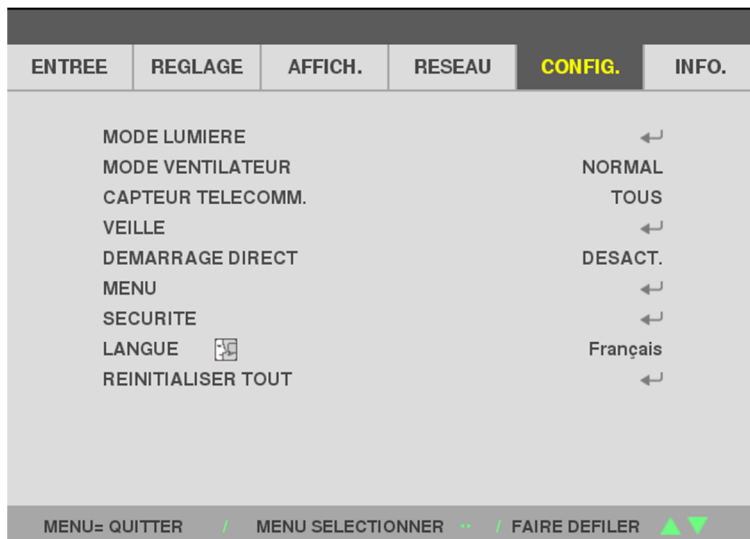 ENTREE REGLAGE AFFICH. RESEAU CONFIG. INFO.
MODE LUMIERE
MODE VENTILATEUR NORMAL
CAPTEUR TELECOMM. TOUS
VEILLE
DEMARRAGE DIRECT DESACT.
MENU
SECURITE
LANGUE Français
REINITIALISER TOUT
MENU= QUITTER / MENU SELECTIONNER / FAIRE DEFILER